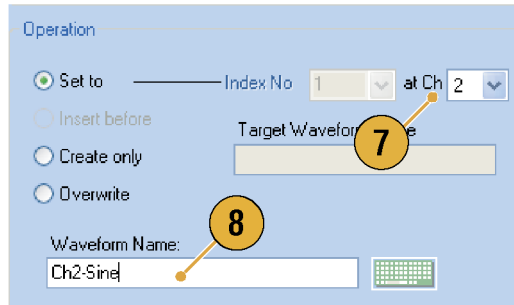 Operation
Set to Index No 1 at Ch 2
Insert before
Target Waveform e
7
Create only
Overwrite
8
Waveform Name:
Ch2-Sine